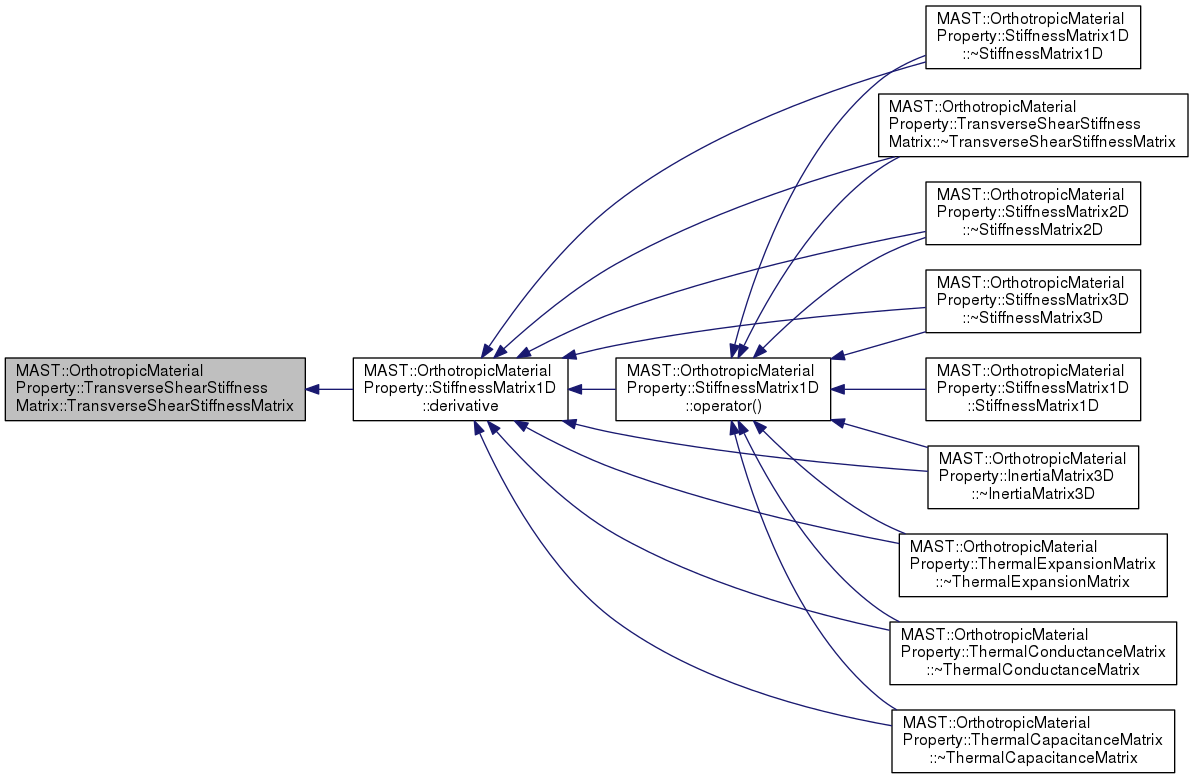 MAST::OrthotropicMaterial
Property::StiffnessMatrix1D
::~StiffnessMatrix1D
MAST::OrthotropicMaterial
Property::TransverseShearStiffness
Matrix::~TransverseShearStiffnessMatrix
MAST::OrthotropicMaterial
Property::StiffnessMatrix2D
::~StiffnessMatrix2D
MAST::OrthotropicMaterial
Property::StiffnessMatrix3D
::~StiffnessMatrix3D
MAST::OrthotropicMaterial
Property::TransverseShearStiffness
Matrix::TransverseShearStiffnessMatrix
MAST::OrthotropicMaterial
Property::StiffnessMatrix1D
::derivative
MAST::OrthotropicMaterial
Property::StiffnessMatrix1D
::operator()
MAST::OrthotropicMaterial
Property::StiffnessMatrix1D
::StiffnessMatrix1D
MAST::OrthotropicMaterial
Property::InertiaMatrix3D
::~InertiaMatrix3D
MAST::OrthotropicMaterial
Property::ThermalExpansionMatrix
::~ThermalExpansionMatrix
MAST::OrthotropicMaterial
Property::ThermalConductanceMatrix
::~ThermalConductanceMatrix
MAST::OrthotropicMaterial
Property::ThermalCapacitanceMatrix
::~ThermalCapacitanceMatrix